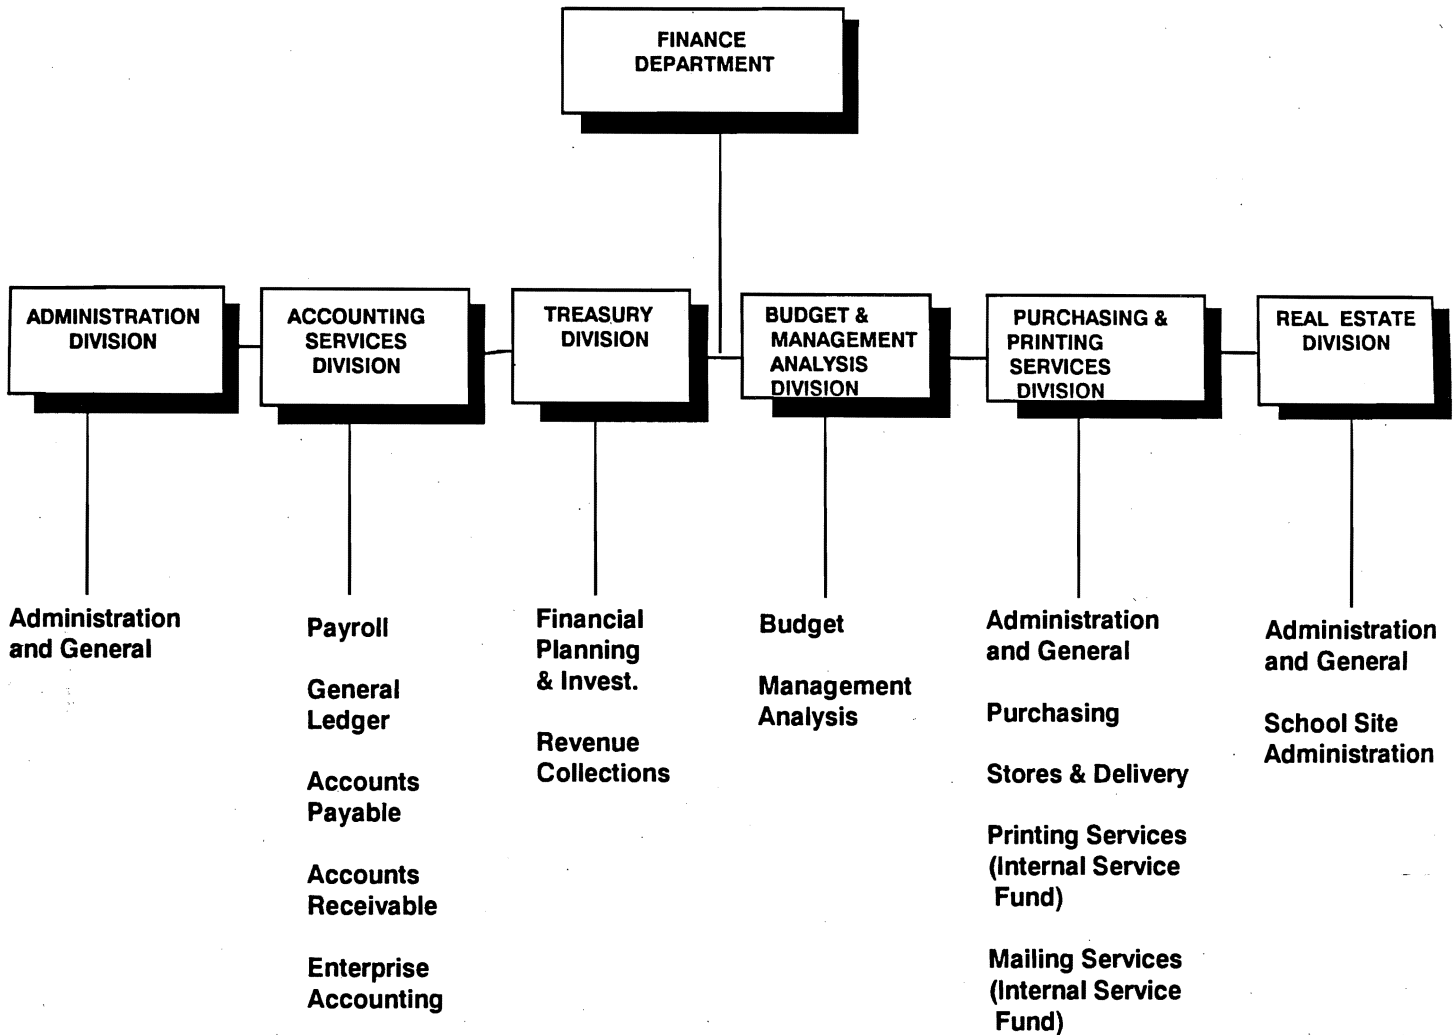 FINANCE
DEPARTMENT
ADMINISTRATION
DIVISION
ACCOUNTING
SERVICES
DIVISION
TREASURY
DIVISION
BUDGET &
MANAGEMENT
ANALYSIS
DIVISION
PURCHASING &
PRINTING
SERVICES
DIVISION
REAL ESTATE
DIVISION
Administration
and General
Payroll
General
Ledger
Accounts
Payable
Accounts
Receivable
Enterprise
Accounting
Financial
Planning
& Invest.
Revenue
Collections
Budget
Management
Analysis
Administration
and General
Purchasing
Stores & Delivery
Printing Services
(Internal Service
Fund)
Mailing Services
(Internal Service
Fund)
Administration
and General
School Site
Administration